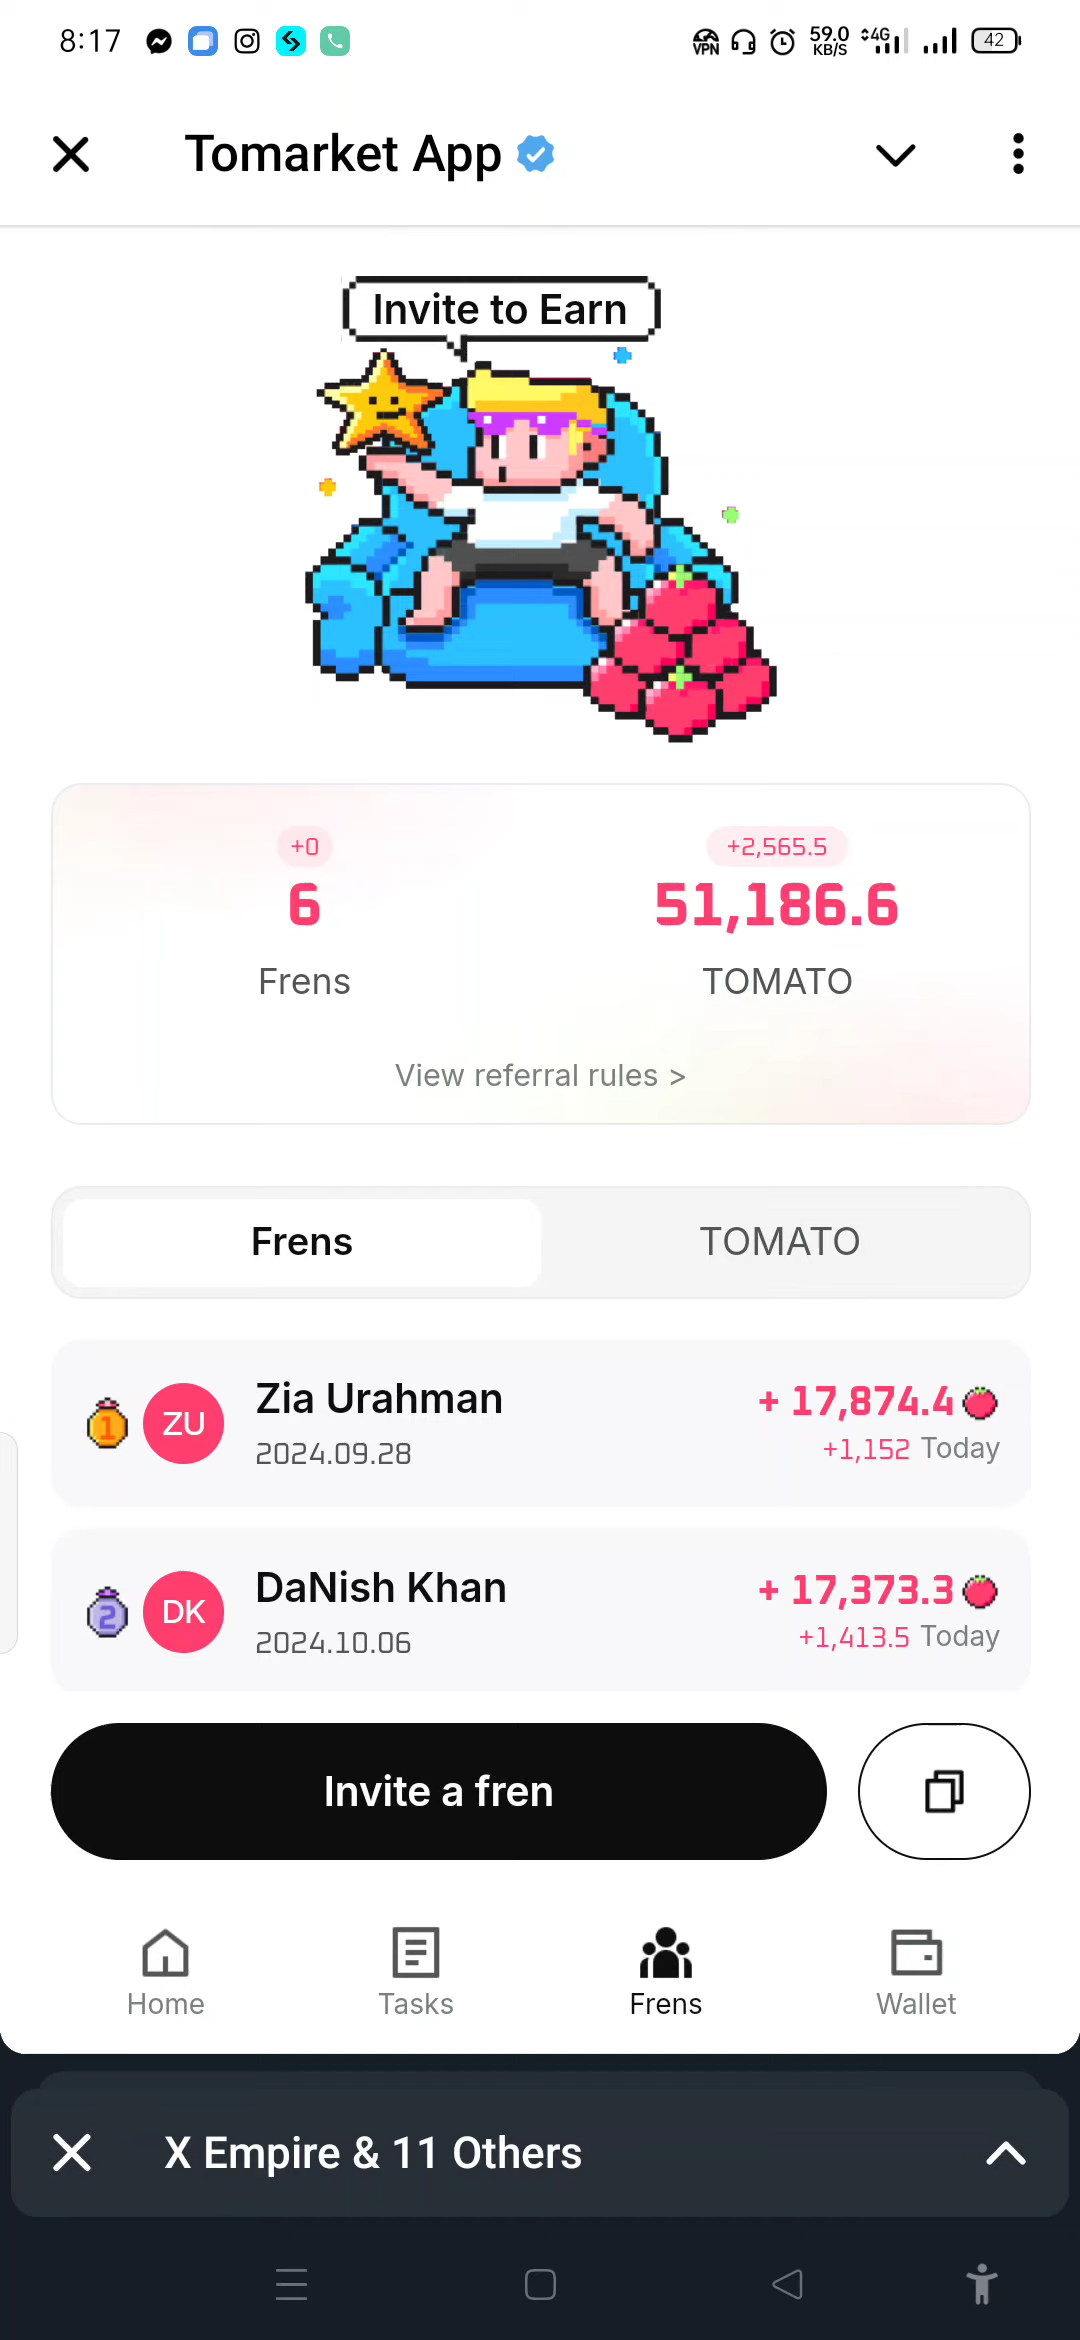 8:17
VPN
59.0
KB/S
4G
42
Tomarket App
Invite to Earn
+0
+2,565.5
6
51,186.6
Frens
TOMATO
View referral rules >
Frens
TOMATO
1
ZU
Zia Urahman
+ 17,874.4
2024.09.28
+1,152 Today
2
DK
DaNish Khan
+ 17,373.3
2024.10.06
+1,413.5 Today
Invite a fren
Home
Tasks
Frens
Wallet
X Empire & 11 Others